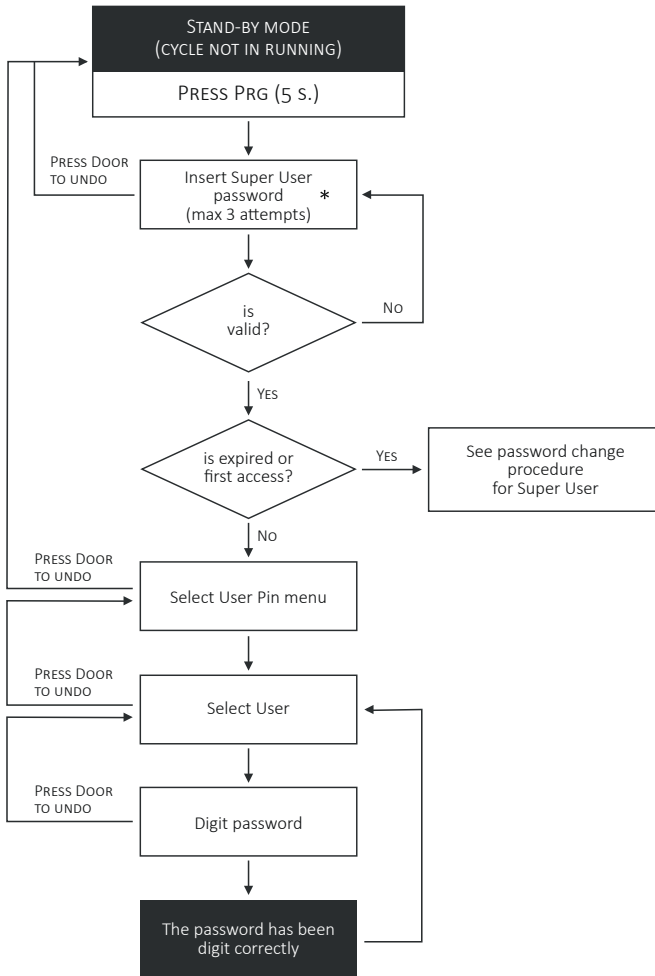 STAND-BY MODE
(CYCLE NOT IN RUNNING)
PRESS PRG (5 S.)
PRESS DOOR
TO UNDO
Insert Super User
password *
(max 3 attempts)
is
valid?
NO
YES
is expired or
first access?
YES
See password change
procedure
for Super User
NO
PRESS DOOR
TO UNDO
Select User Pin menu
PRESS DOOR
TO UNDO
Select User
PRESS DOOR
TO UNDO
Digit password
The password has been
digit correctly